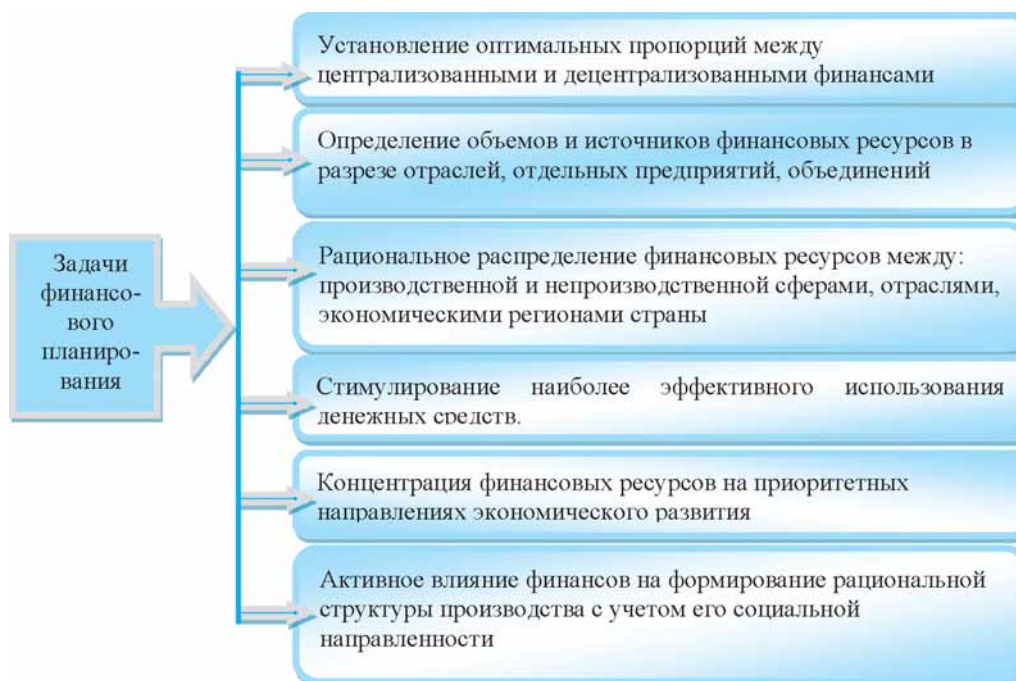 Задачи
финансо-
вого
планиро-
вания
Установление оптимальных пропорций между
централизованными и децентрализованными финансами
Определение объемов и источников финансовых ресурсов в
разрезе отраслей, отдельных предприятий, объединений
Рациональное распределение финансовых ресурсов между:
производственной и непроизводственной сферами, отраслями,
экономическими регионами страны
Стимулирование наиболее эффективного использования
денежных средств.
Концентрация финансовых ресурсов на приоритетных
направлениях экономического развития
Активное влияние финансов на формирование рациональной
структуры производства с учетом его социальной
направленности